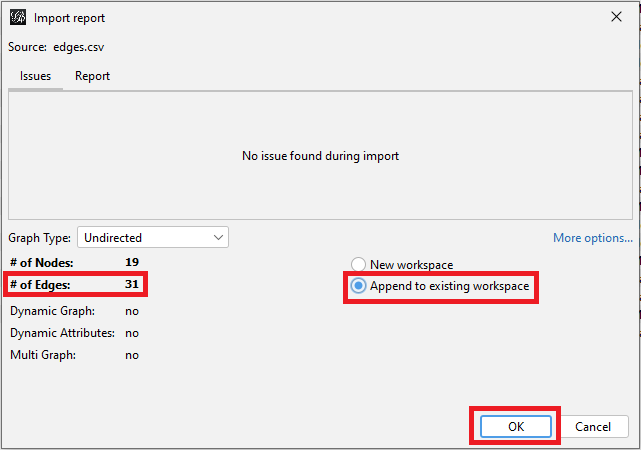 Import report
Source: edges.csv
Issues Report
No issue found during import
Graph Type: Undirected
More options...
# of Nodes: 19
New workspace
# of Edges: 31
Append to existing workspace
Dynamic Graph: no
Dynamic Attributes: no
Multi Graph: no
OK Cancel